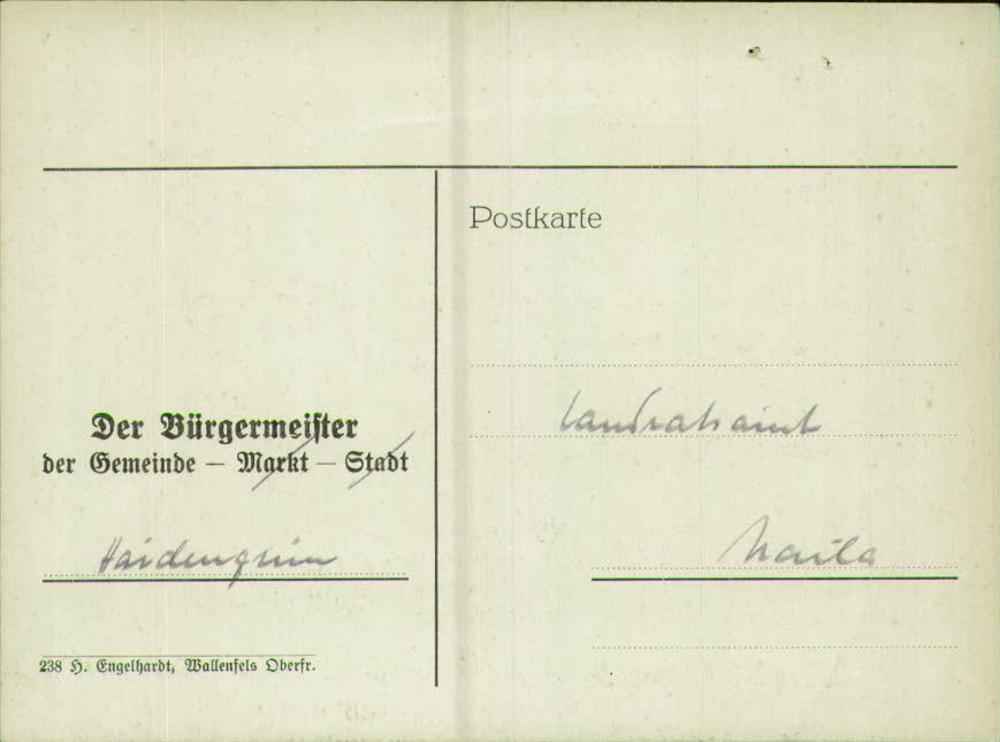 Postkarte
Der Bürgermeister
der Gemeinde – Markt – Stadt
Haidengrün
238 H. Engelhardt, Wallenfels Oberfr.
Landratsamt
Naila